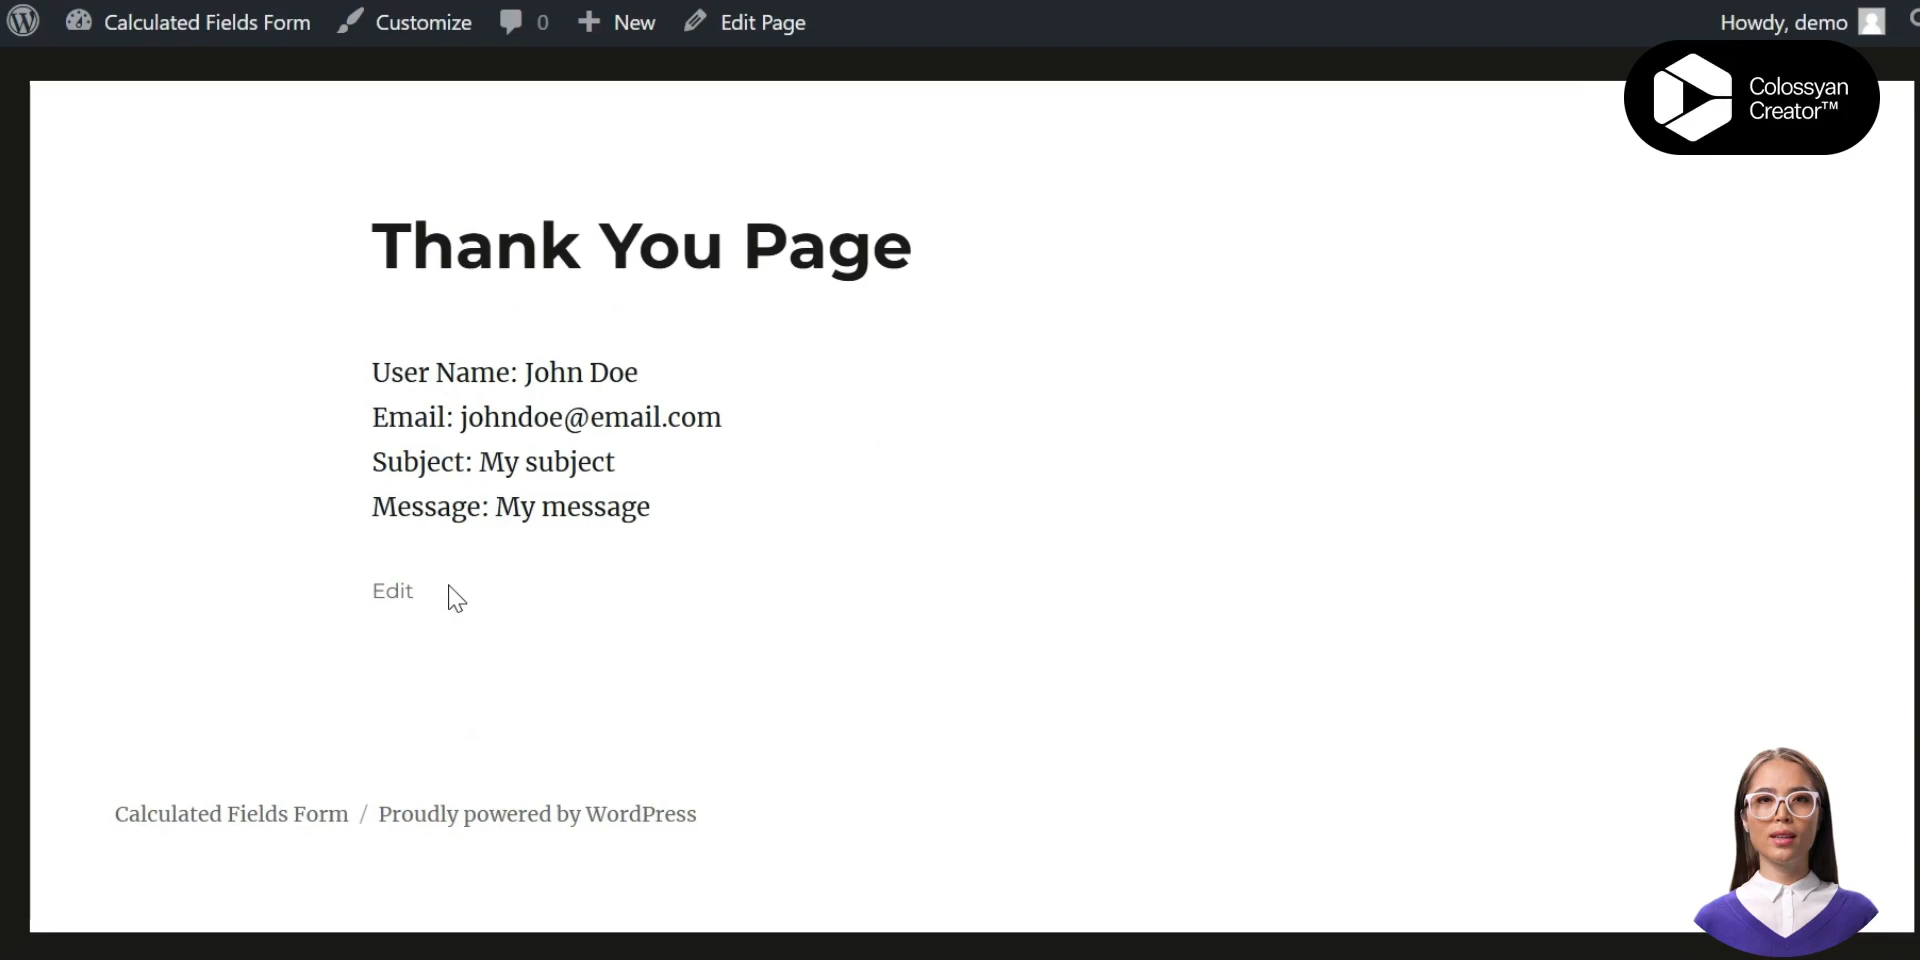 Calculated Fields Form Customize 0 New Edit Page Howdy, demo
Colossyan
Creator™
Thank You Page
User Name: John Doe
Email: johndoe@email.com
Subject: My subject
Message: My message
Edit
Calculated Fields Form / Proudly powered by WordPress